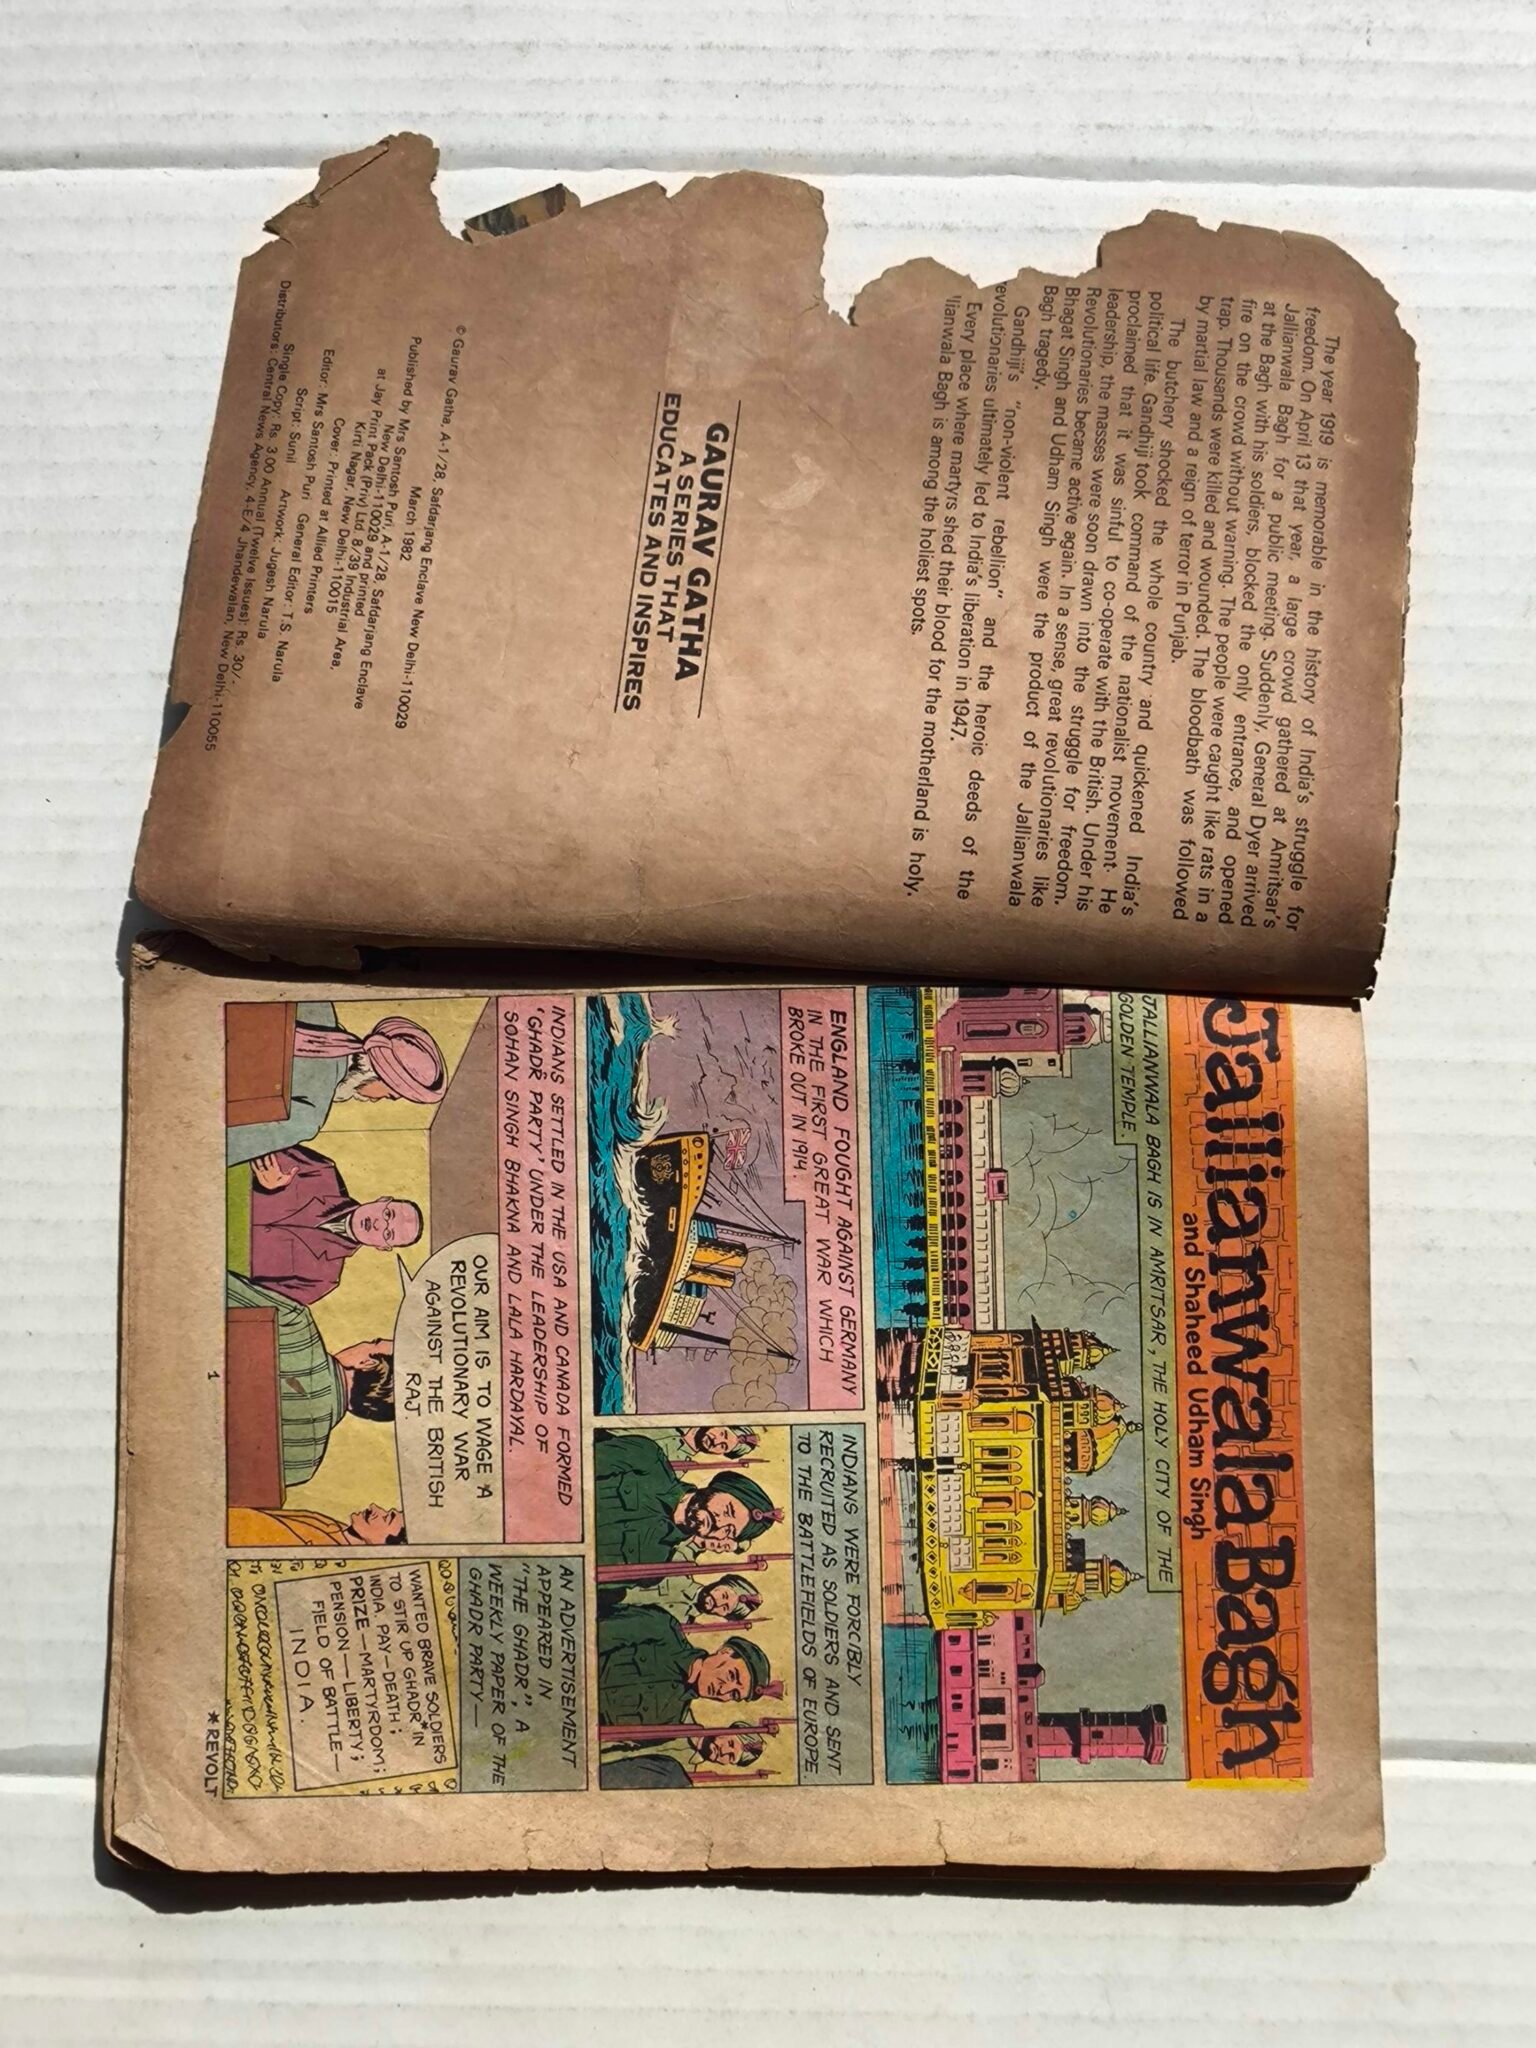 The year 1919 is memorable in the history of India's struggle for
freedom. On April 13 that year, a large crowd gathered at Amritsar's
Jallianwala Bagh for a public meeting. Suddenly, General Dyer arrived
at the Bagh with his soldiers, blocked the only entrance, and opened
fire on the crowd without warning. The people were caught like rats in a
trap. Thousands were killed and wounded. The bloodbath was followed
by martial law and a reign of terror in Punjab.
The butchery shocked the whole country and quickened India's
political life. Gandhiji took command of the nationalist movement. He
proclaimed that it was sinful to co-operate with the British. Under his
leadership, the masses were soon drawn into the struggle for freedom.
Revolutionaries became active again. In a sense, great revolutionaries like
Bhagat Singh and Udham Singh were the product of the Jallianwala
Bagh tragedy.
Gandhiji's "non-violent rebellion" and the heroic deeds of the
revolutionaries ultimately led to India's liberation in 1947.
Every place where martyrs shed their blood for the motherland is holy.
llianwala Bagh is among the holiest spots.
GAURAV GATHA
A SERIES THAT
EDUCATES AND INSPIRES
© Gaurav Gatha, A-1/28, Safdarjang Enclave New Delhi-110029
March 1982
Published by Mrs Santosh Puri, A-1/28, Safdarjang Enclave
New Delhi-110029 and printed
at Jay Print Pack (Priv) Ltd. 8/39 Industrial Area,
Kirti Nagar, New Delhi-110015
Cover: Printed at Allied Printers
Editor: Mrs Santosh Puri General Editor: T.S. Narula
Script: Sunil Artwork: Jugesh Narula
Single Copy: Rs. 3.00 Annual (Twelve Issues): Rs. 30/-
Distributors: Central News Agency, 4-E/4 Jhandewalan, New Delhi-110055
Jallianwala Bagh
and Shaheed Udham Singh
JALLIANWALA BAGH IS IN AMRITSAR, THE HOLY CITY OF THE
GOLDEN TEMPLE.
ENGLAND FOUGHT AGAINST GERMANY
IN THE FIRST GREAT WAR WHICH
BROKE OUT IN 1914.
INDIANS WERE FORCIBLY
RECRUITED AS SOLDIERS AND SENT
TO THE BATTLEFIELDS OF EUROPE.
INDIANS SETTLED IN THE USA AND CANADA FORMED
'GHADR PARTY' UNDER THE LEADERSHIP OF
SOHAN SINGH BHAKNA AND LALA HARDAYAL.
OUR AIM IS TO WAGE A
REVOLUTIONARY WAR
AGAINST THE BRITISH
RAJ
AN ADVERTISEMENT
APPEARED IN
"THE GHADR", A
WEEKLY PAPER OF THE
GHADR PARTY—
WANTED BRAVE SOLDIERS
TO STIR UP GHADR* IN
INDIA. PAY—DEATH;
PRIZE—MARTYRDOM;
PENSION—LIBERTY;
FIELD OF BATTLE—
INDIA.
*REVOLT
1